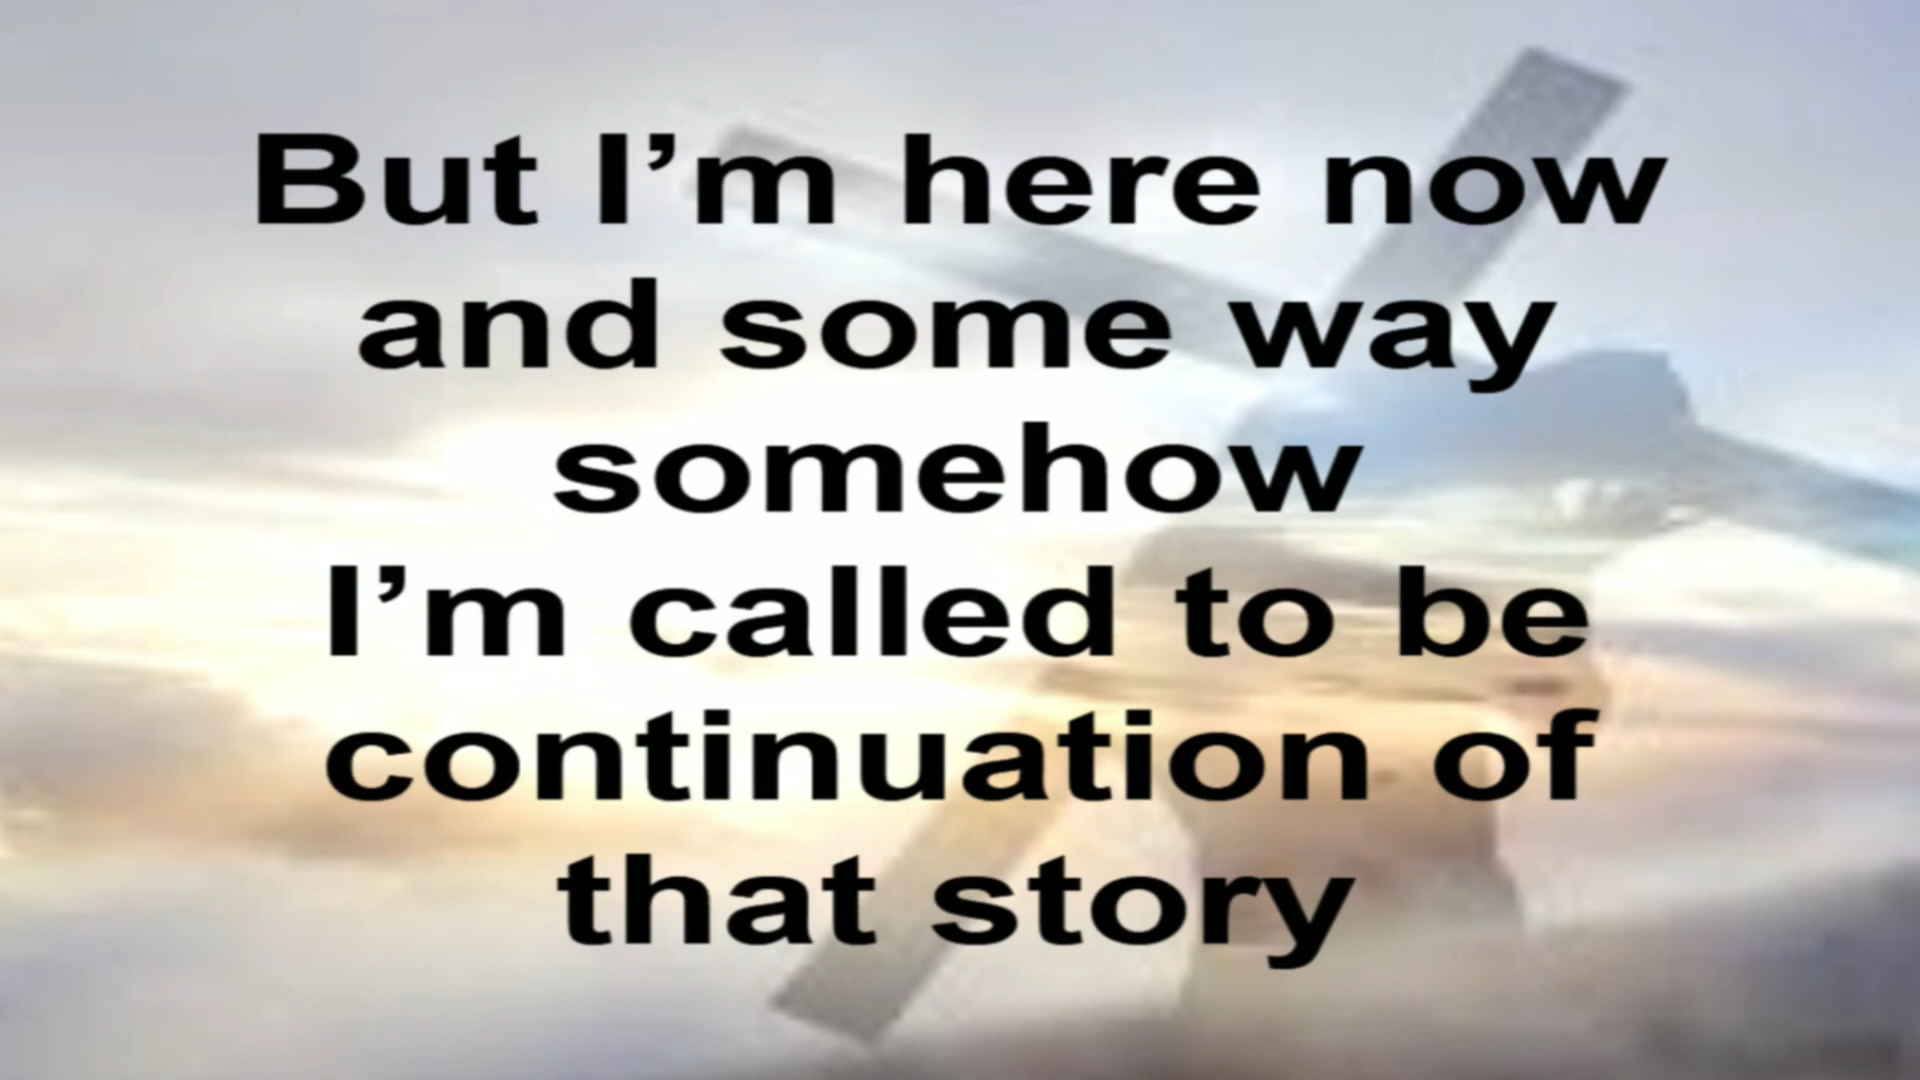 But I’m here now
and some way
somehow
I’m called to be
continuation of
that story